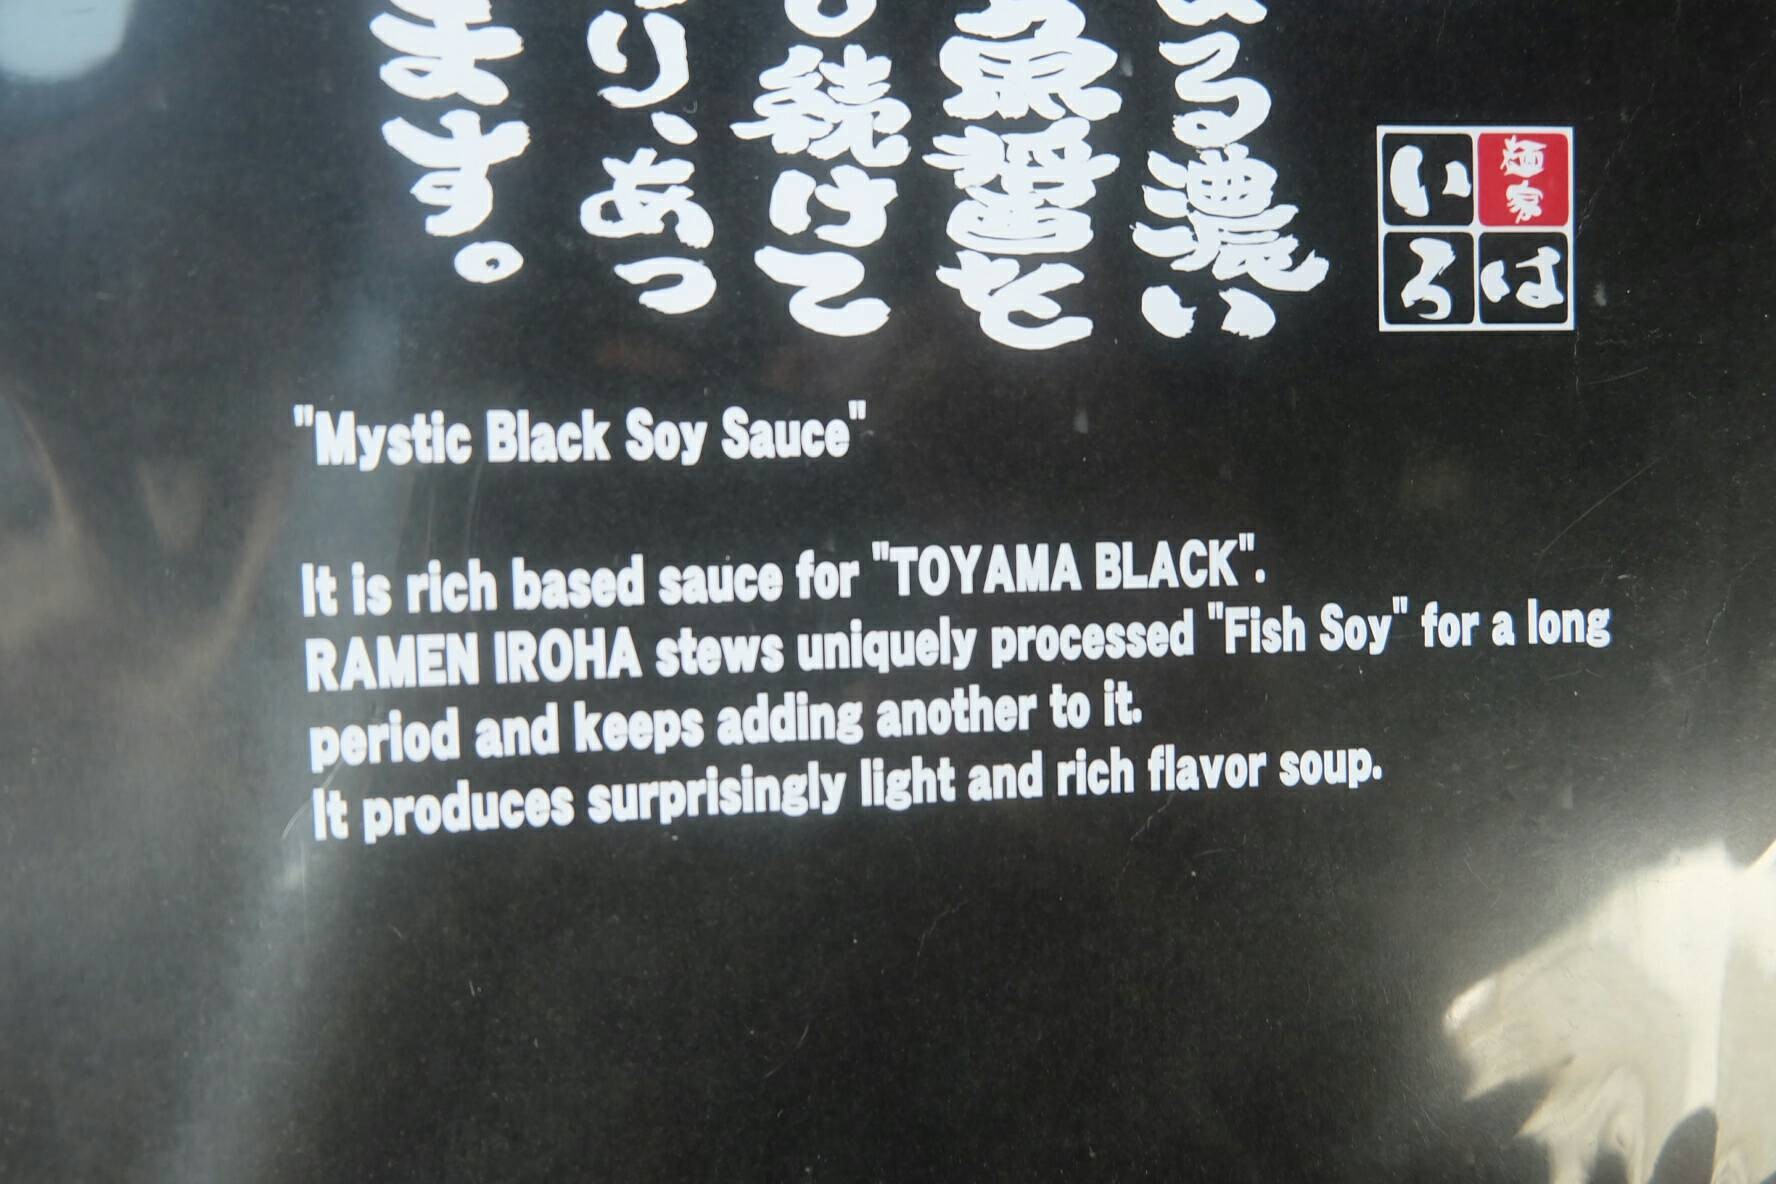 る濃い
魚醤を
続けて
り、あっ
ます。
麺家
いろは
"Mystic Black Soy Sauce"
It is rich based sauce for "TOYAMA BLACK".
RAMEN IROHA stews uniquely processed "Fish Soy" for a long
period and keeps adding another to it.
It produces surprisingly light and rich flavor soup.